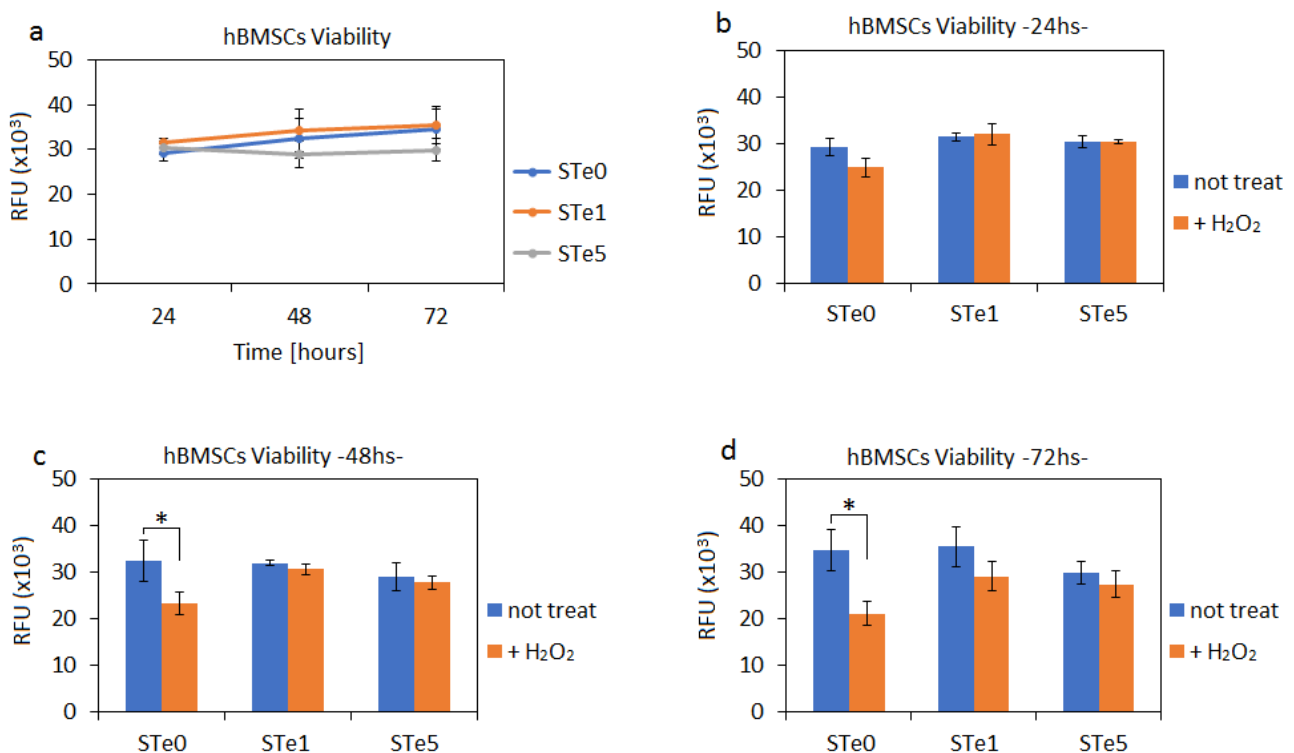 a
hBMSCs Viability
50
40
30
20
10
0
RFU (x10³)
24 48 72
Time [hours]
STe0
STe1
STe5
b
hBMSCs Viability -24hs-
50
40
30
20
10
0
RFU (x10³)
STe0 STe1 STe5
not treat
+ H₂O₂
c
hBMSCs Viability -48hs-
50
40
30
20
10
0
RFU (x10³)
*
STe0 STe1 STe5
not treat
+ H₂O₂
d
hBMSCs Viability -72hs-
50
40
30
20
10
0
RFU (x10³)
*
STe0 STe1 STe5
not treat
+ H₂O₂